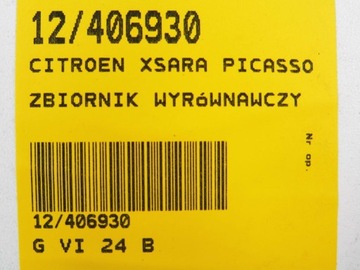 12/406930
CITROEN XSARA PICASSO
ZBIORNIK WYRóWNAWCZY
Nr op.
12/406930
G VI 24 B